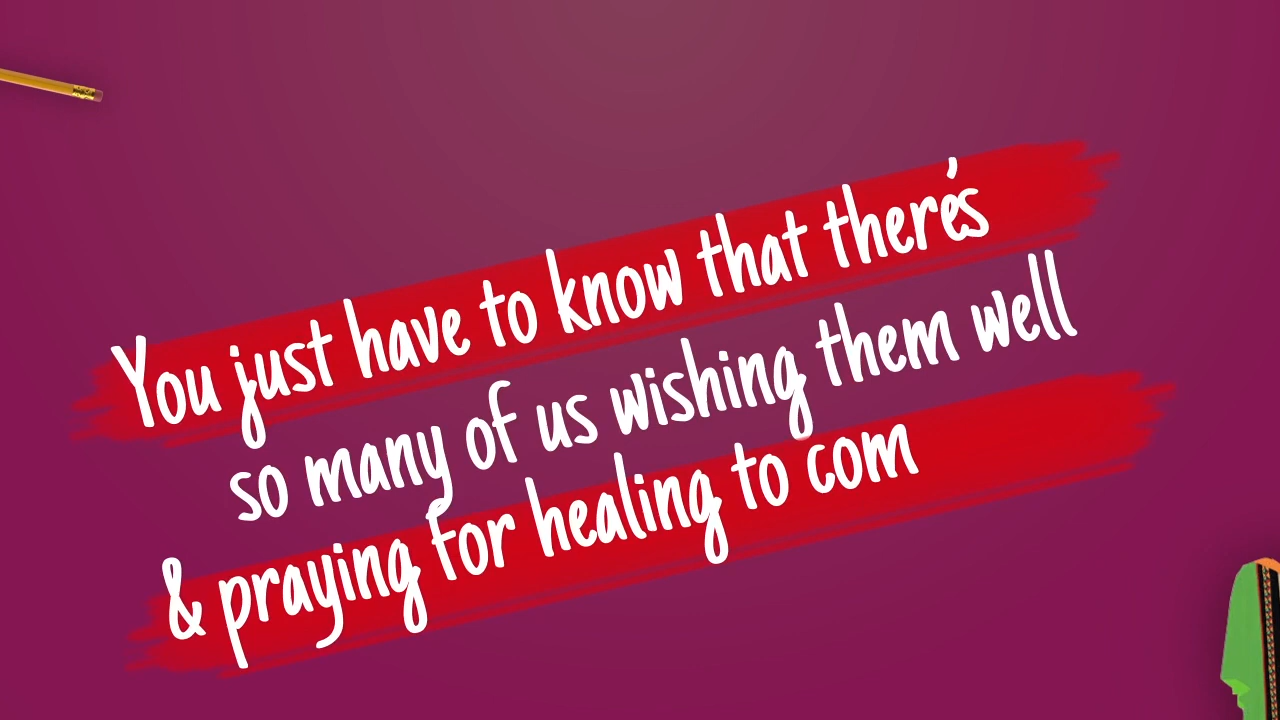 You just have to know that there's
so many of us wishing them well
& praying for healing to com